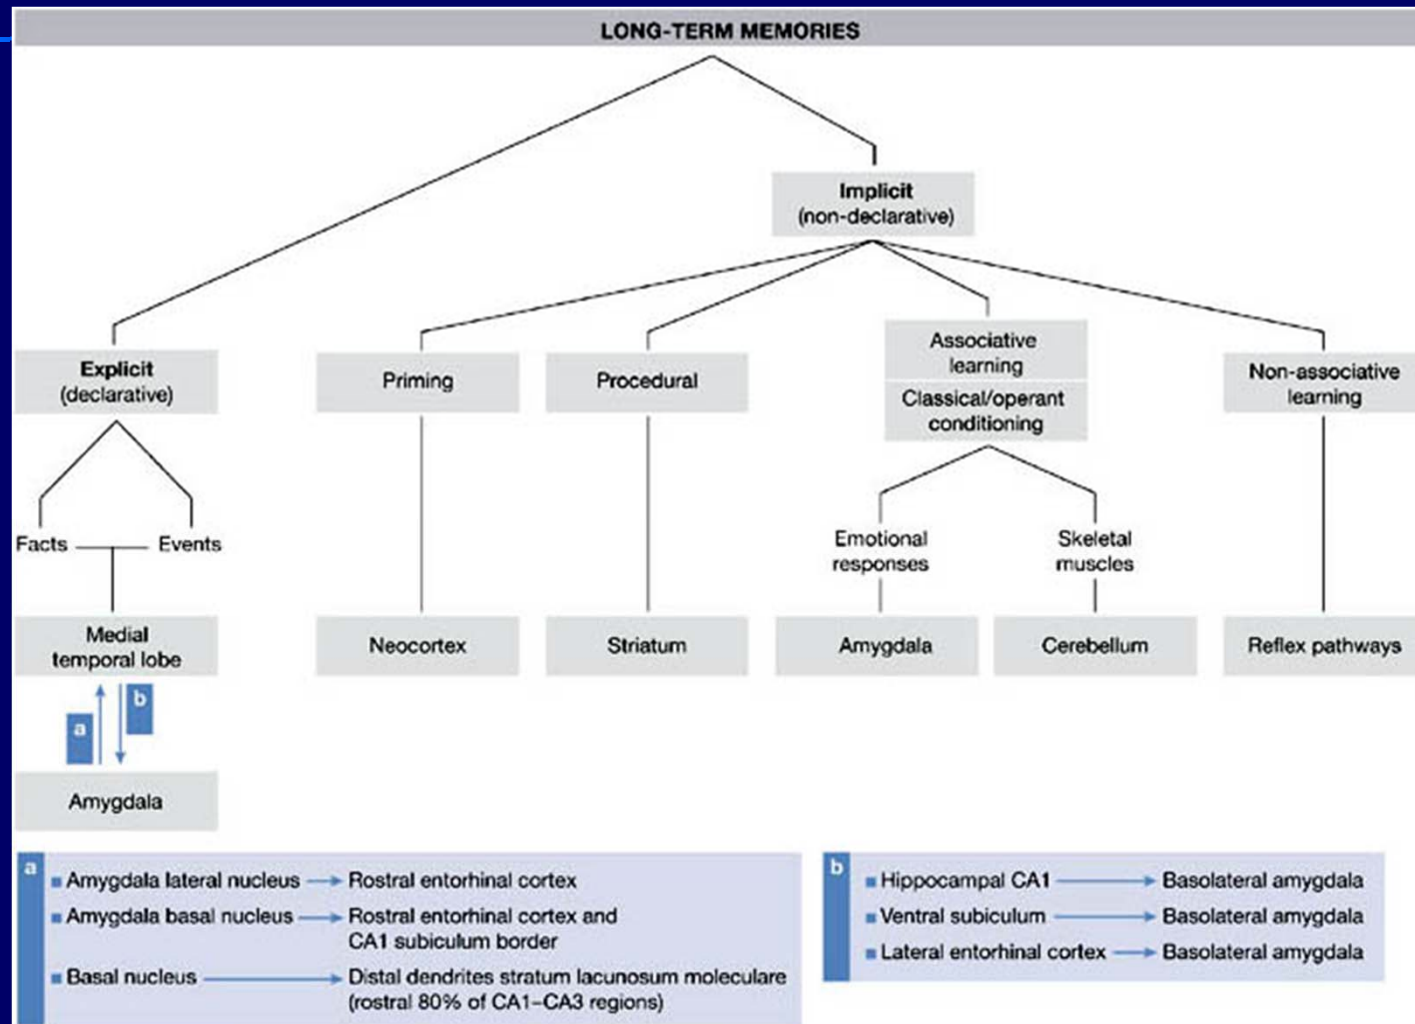 LONG-TERM MEMORIES
Implicit
(non-declarative)
Explicit
(declarative)
Priming
Procedural
Associative
learning
Classical/operant
conditioning
Non-associative
learning
Facts
Events
Emotional
responses
Skeletal
muscles
Medial
temporal lobe
Neocortex
Striatum
Amygdala
Cerebellum
Reflex pathways
a
b
Amygdala
a
Amygdala lateral nucleus → Rostral entorhinal cortex
Amygdala basal nucleus → Rostral entorhinal cortex and
CA1 subiculum border
Basal nucleus → Distal dendrites stratum lacunosum moleculare
(rostral 80% of CA1–CA3 regions)
b
Hippocampal CA1 → Basolateral amygdala
Ventral subiculum → Basolateral amygdala
Lateral entorhinal cortex → Basolateral amygdala